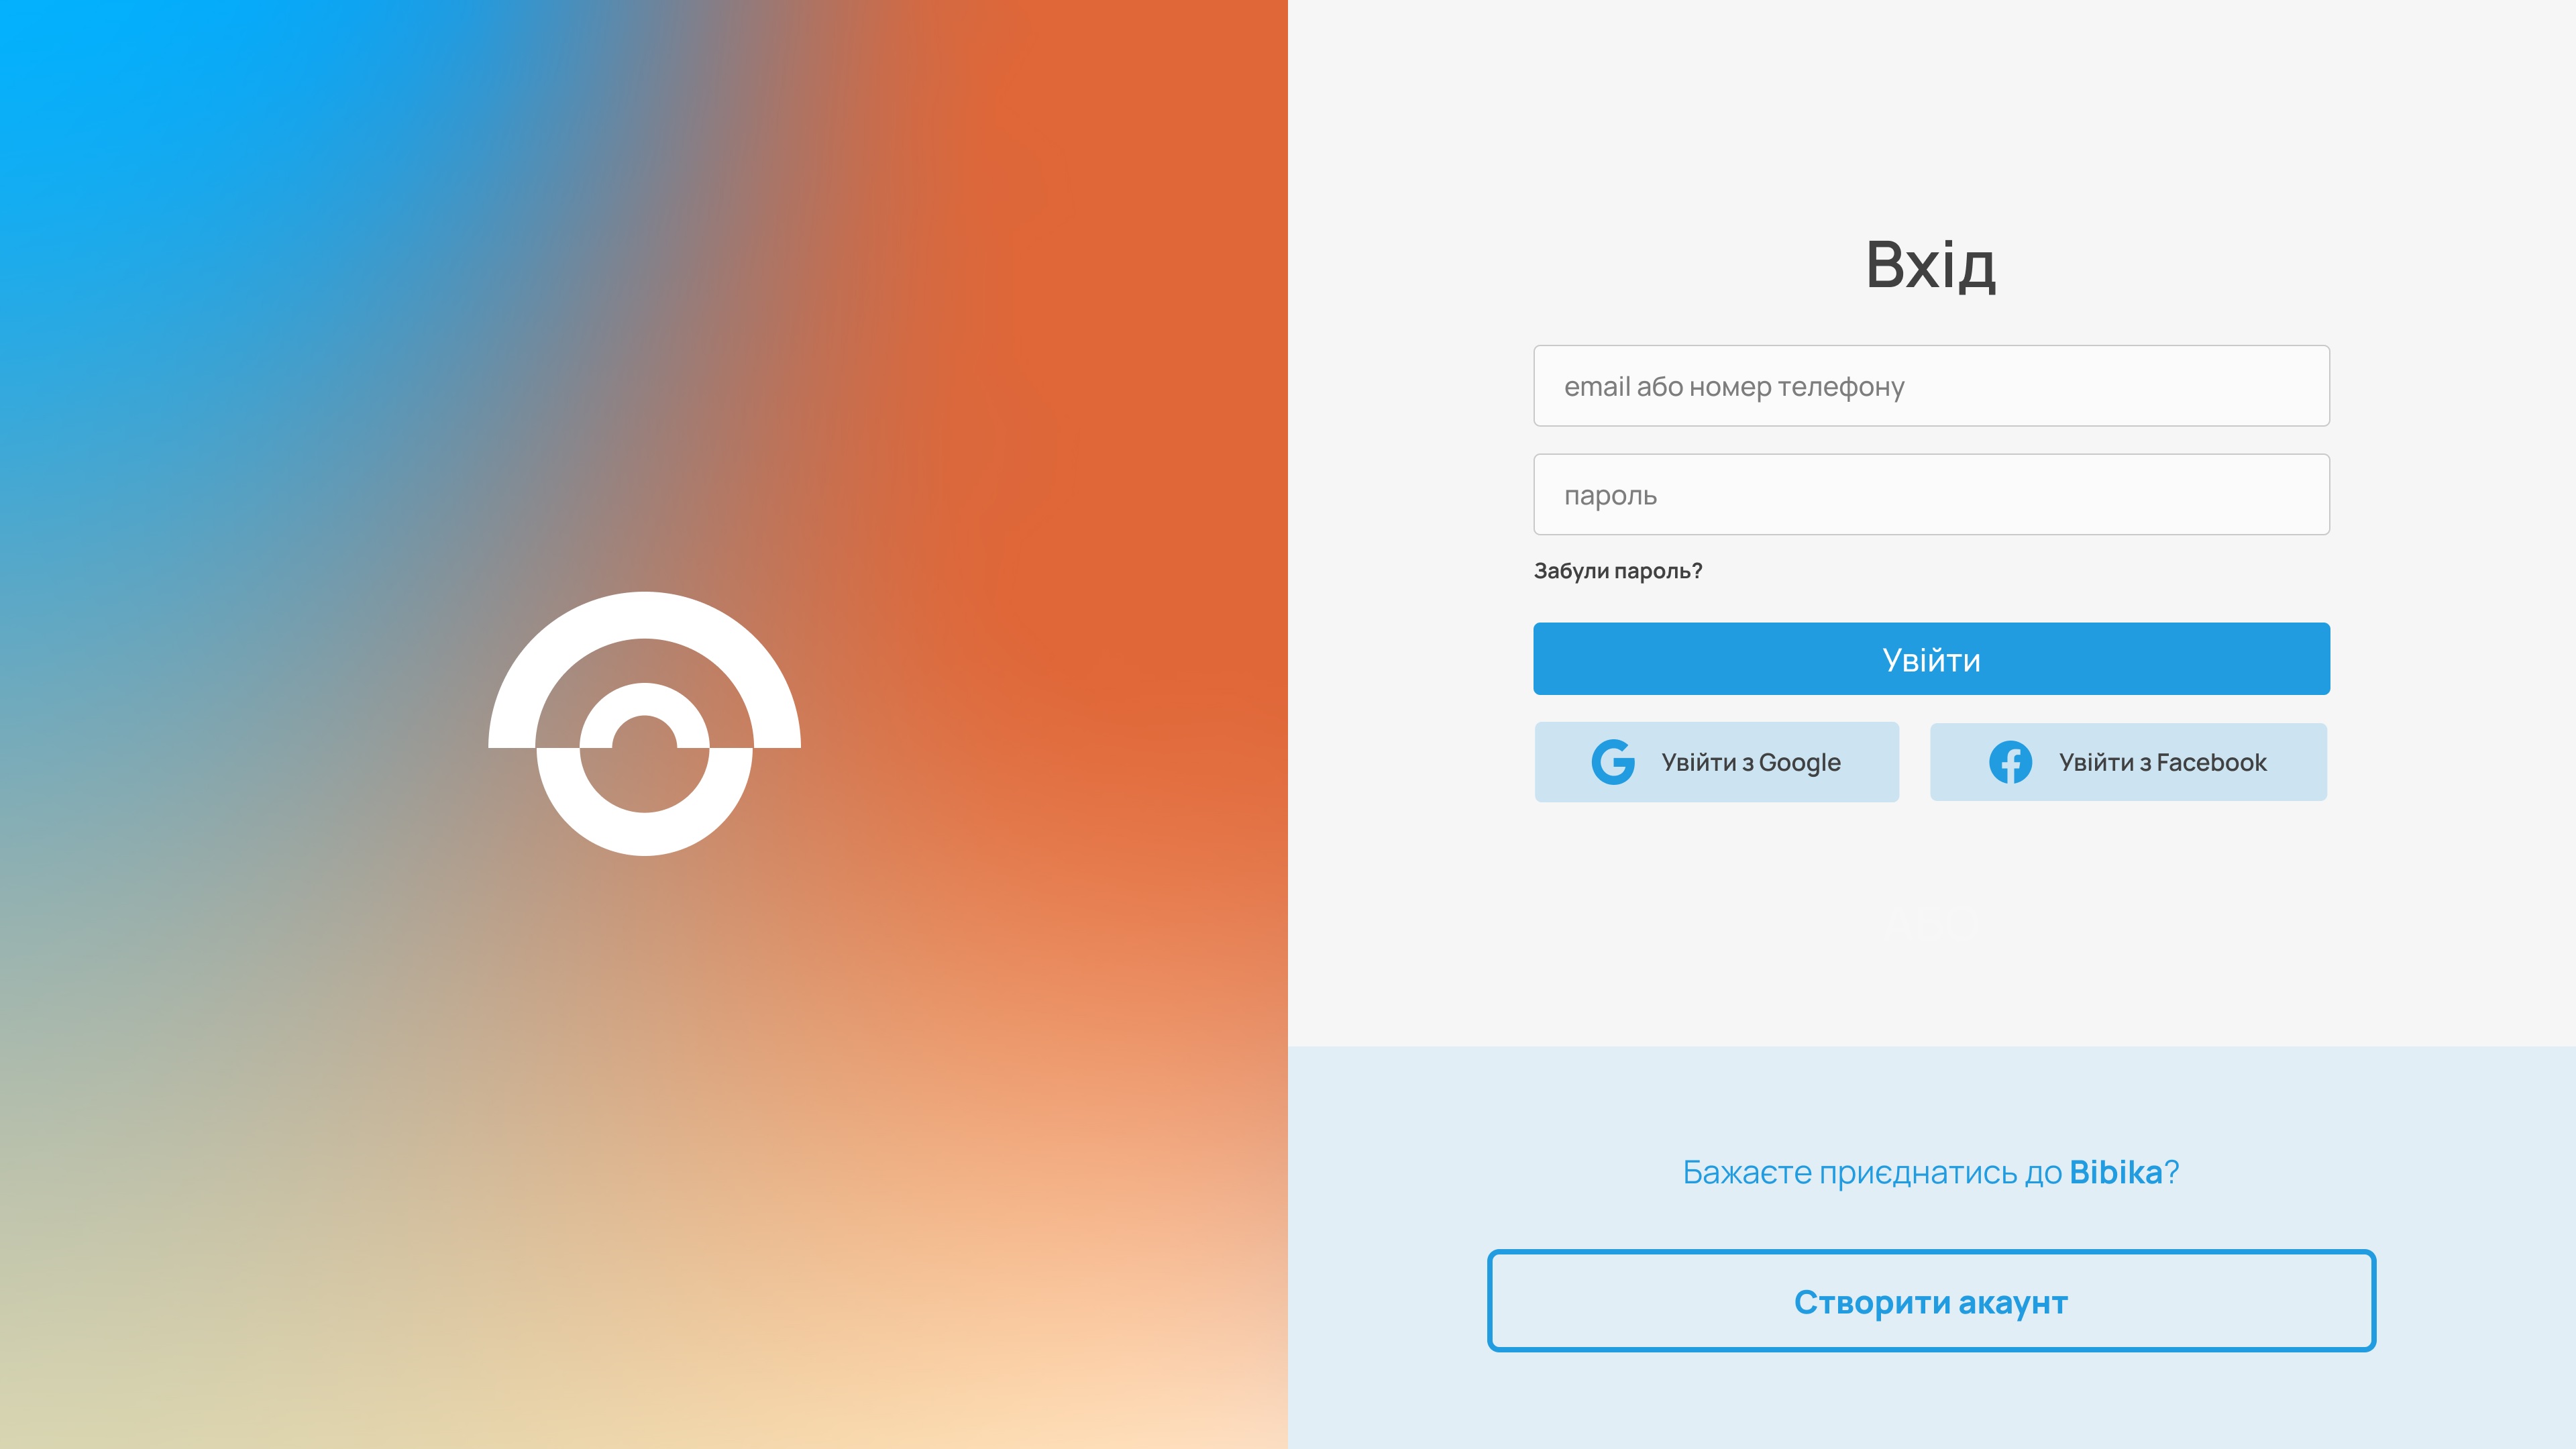 Вхід
email або номер телефону
пароль
Забули пароль?
Увійти
Увійти з Google
Увійти з Facebook
Бажаєте приєднатись до Bibika?
Створити акаунт